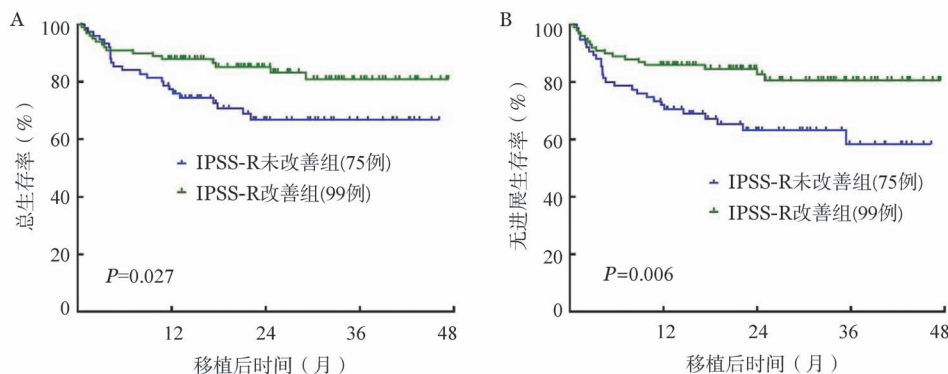 A
100
80
60
40
20
0
总生存率（%）
IPSS-R未改善组(75例)
IPSS-R改善组(99例)
P=0.027
12 24 36 48
移植后时间（月）
B
100
80
60
40
20
0
无进展生存率（%）
IPSS-R未改善组(75例)
IPSS-R改善组(99例)
P=0.006
12 24 36 48
移植后时间（月）